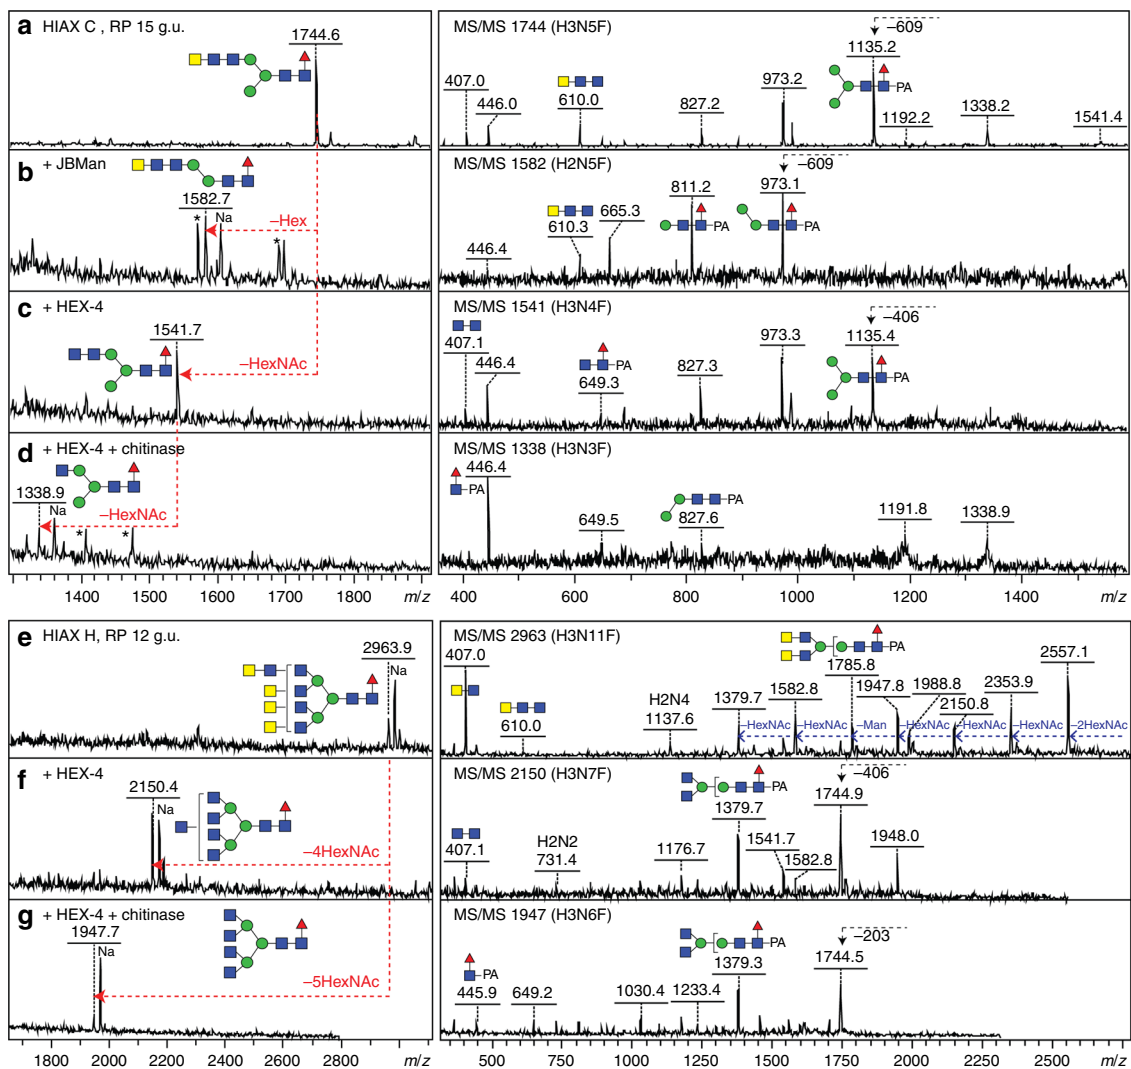 a HIAX C , RP 15 g.u.
1744.6
MS/MS 1744 (H3N5F)
–609
407.0
446.0
610.0
827.2
973.2
1135.2
PA
1192.2
1338.2
1541.4
b + JBMan
1582.7
* Na
–Hex
*
MS/MS 1582 (H2N5F)
–609
446.4
610.3
665.3
811.2
PA
973.1
PA
c + HEX-4
1541.7
–HexNAc
MS/MS 1541 (H3N4F)
–406
407.1
446.4
PA
649.3
827.3
973.3
1135.4
PA
d + HEX-4 + chitinase
1338.9
Na
–HexNAc
* *
MS/MS 1338 (H3N3F)
446.4
PA
649.5
PA
827.6
1191.8
1338.9
1400 1500 1600 1700 1800 m/z
400 600 800 1000 1200 1400 m/z
e HIAX H, RP 12 g.u.
2963.9
Na
MS/MS 2963 (H3N11F)
407.0
610.0
H2N4
1137.6
1379.7
1582.8
PA
1785.8
1947.8
1988.8
2150.8
2353.9
2557.1
–HexNAc –HexNAc –Man –HexNAc –HexNAc –HexNAc –2HexNAc
f + HEX-4
2150.4
Na
–4HexNAc
MS/MS 2150 (H3N7F)
–406
407.1
H2N2
731.4
1176.7
PA
1379.7
1541.7
1582.8
1744.9
1948.0
g + HEX-4 + chitinase
1947.7
Na
–5HexNAc
MS/MS 1947 (H3N6F)
–203
PA
445.9
649.2
1030.4
1233.4
PA
1379.3
1744.5
1800 2000 2200 2400 2600 2800 m/z
500 750 1000 1250 1500 1750 2000 2250 2500 m/z